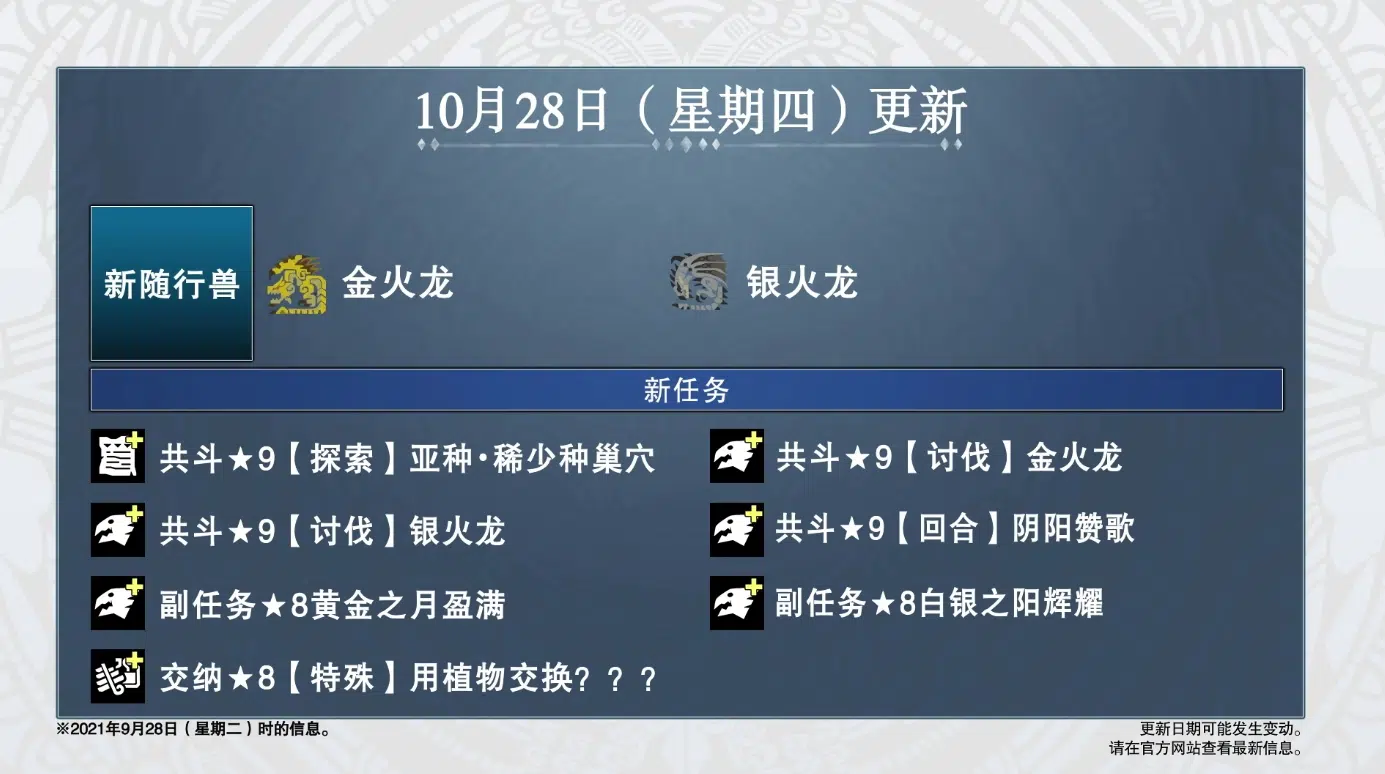 10月28日（星期四）更新
新随行兽
金火龙
银火龙
新任务
共斗★9【探索】亚种·稀少种巢穴
共斗★9【讨伐】金火龙
共斗★9【讨伐】银火龙
共斗★9【回合】阴阳赞歌
副任务★8黄金之月盈满
副任务★8白银之阳辉耀
交纳★8【特殊】用植物交换？？？
※2021年9月28日（星期二）时的信息。
更新日期可能发生变动。
请在官方网站查看最新信息。